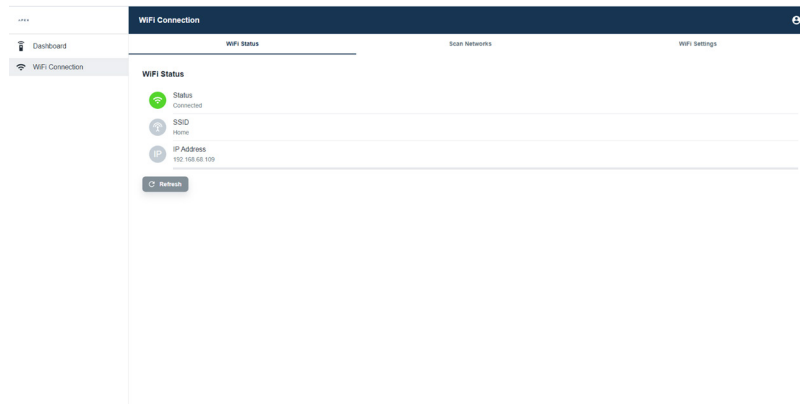 WiFi Connection
Dashboard
WiFi Connection
WiFi Status
Scan Networks
WiFi Settings
WiFi Status
Status
Connected
SSID
Home
IP
IP Address
192.168.68.109
Refresh